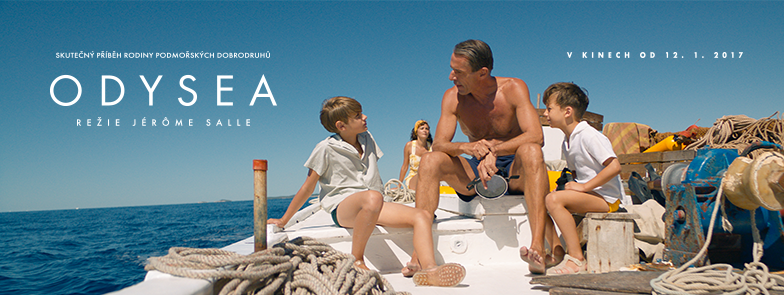 SKUTEČNÝ PŘÍBĚH RODINY PODMOŘSKÝCH DOBRODRUHŮ
ODYSEA
REŽIE JÉRÔME SALLE
V KINECH OD 12. 1. 2017